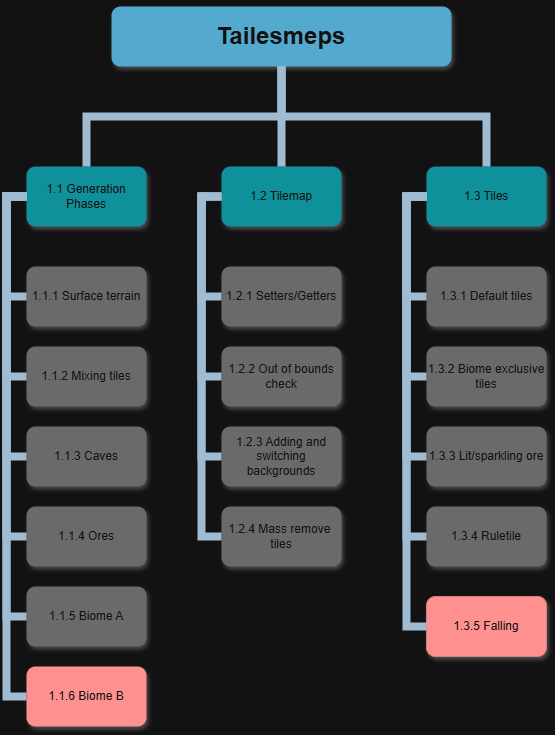 Tailesmeps
1.1 Generation
Phases
1.1.1 Surface terrain
1.1.2 Mixing tiles
1.1.3 Caves
1.1.4 Ores
1.1.5 Biome A
1.1.6 Biome B
1.2 Tilemap
1.2.1 Setters/Getters
1.2.2 Out of bounds
check
1.2.3 Adding and
switching
backgrounds
1.2.4 Mass remove
tiles
1.3 Tiles
1.3.1 Default tiles
1.3.2 Biome exclusive
tiles
1.3.3 Lit/sparkling ore
1.3.4 Ruletile
1.3.5 Falling